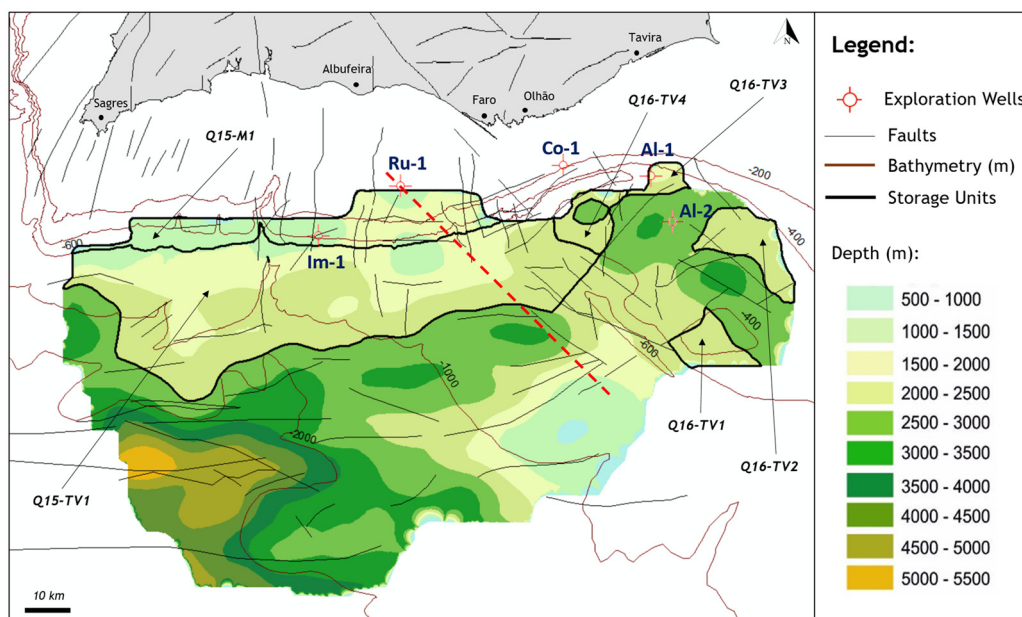 N
Tavira
Albufeira
Sagres
Faro
Olhão
Q16-TV3
Q16-TV4
Q15-M1
Co-1
Al-1
Ru-1
-200
Al-2
-400
-600
Im-1
-400
-600
-1000
Q16-TV1
-2000
Q16-TV2
Q15-TV1
10 km
Legend:
Exploration Wells
Faults
Bathymetry (m)
Storage Units
Depth (m):
500 - 1000
1000 - 1500
1500 - 2000
2000 - 2500
2500 - 3000
3000 - 3500
3500 - 4000
4000 - 4500
4500 - 5000
5000 - 5500